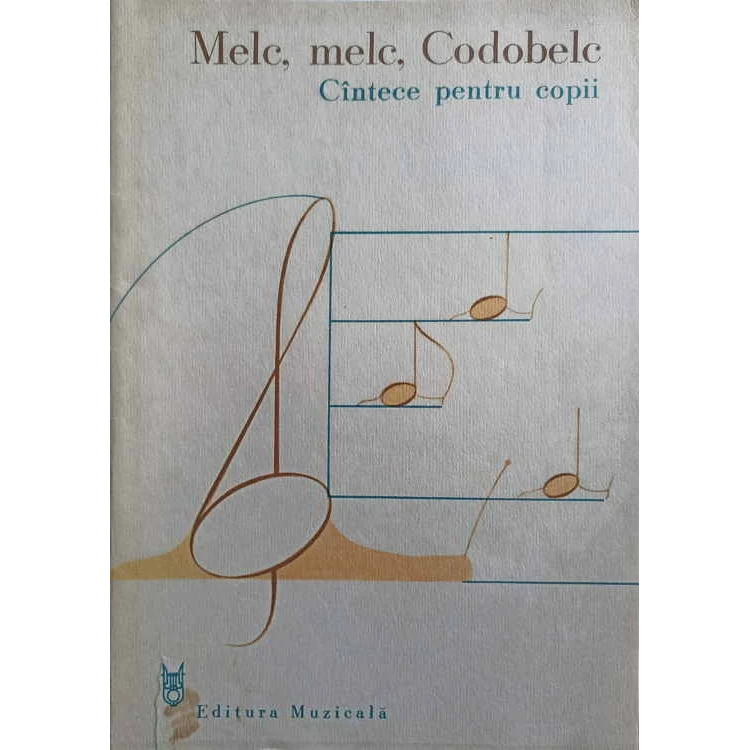 Melc, melc, Codobelc
Cîntece pentru copii
Editura Muzicală